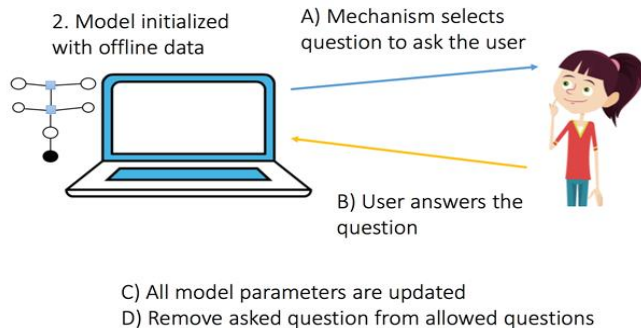 2. Model initialized
with offline data
A) Mechanism selects
question to ask the user
B) User answers the
question
C) All model parameters are updated
D) Remove asked question from allowed questions